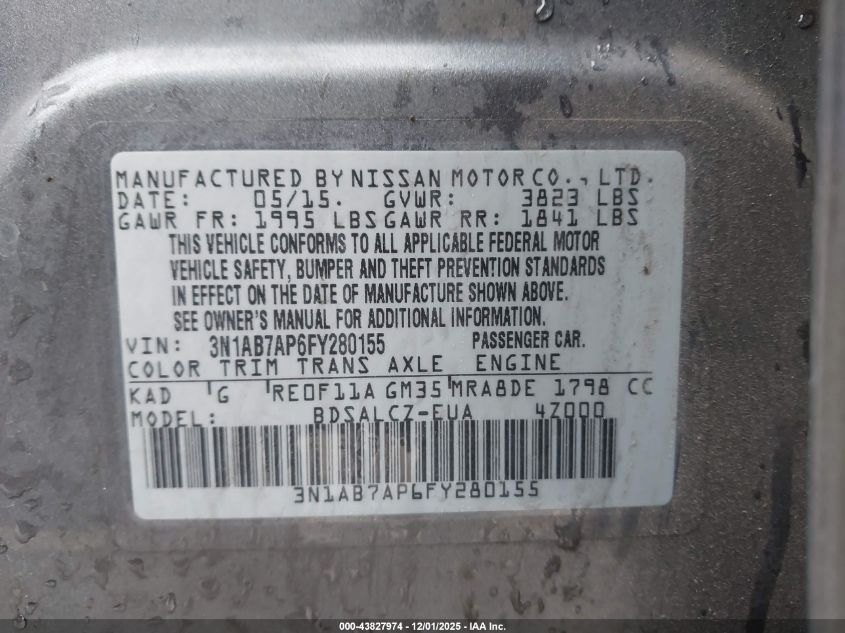 MANUFACTURED BY NISSAN MOTOR CO., LTD.
DATE: 05/15. GVWR: 3823 LBS
GAWR FR: 1995 LBS GAWR RR: 1841 LBS
THIS VEHICLE CONFORMS TO ALL APPLICABLE FEDERAL MOTOR
VEHICLE SAFETY, BUMPER AND THEFT PREVENTION STANDARDS
IN EFFECT ON THE DATE OF MANUFACTURE SHOWN ABOVE.
SEE OWNER'S MANUAL FOR ADDITIONAL INFORMATION.
VIN: 3N1AB7AP6FY280155 PASSENGER CAR.
COLOR TRIM TRANS AXLE ENGINE
KAD G RE0F11A GM35 MRA8DE 1798 CC
MODEL: BDSALCZ-EUA 4Z000
3N1AB7AP6FY280155
000-43827974 - 12/01/2025 - IAA Inc.